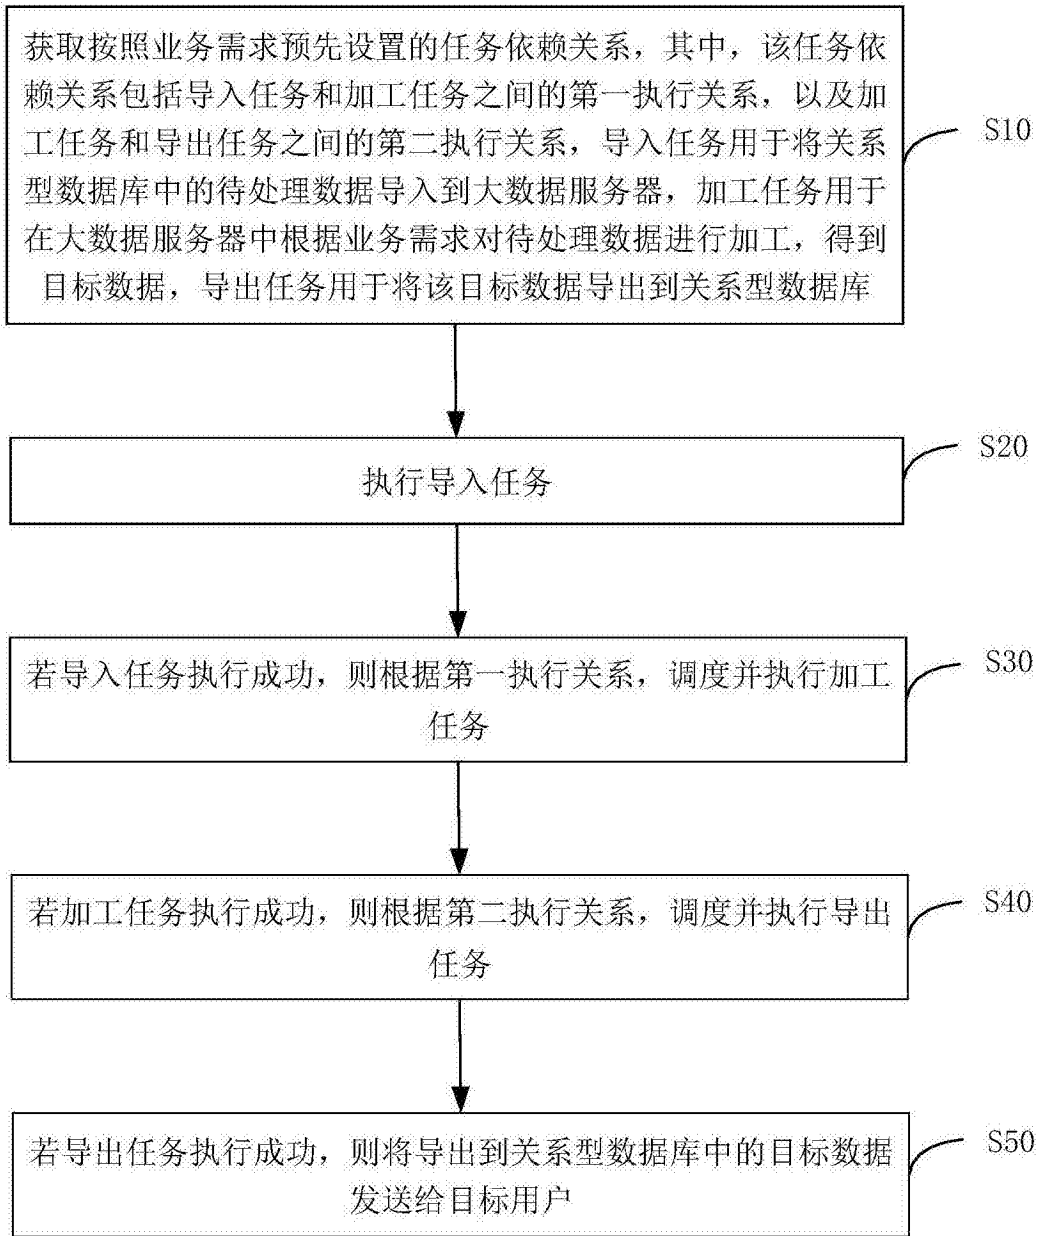 获取按照业务需求预先设置的任务依赖关系，其中，该任务依
赖关系包括导入任务和加工任务之间的第一执行关系，以及加
工任务和导出任务之间的第二执行关系，导入任务用于将关系
型数据库中的待处理数据导入到大数据服务器，加工任务用于
在大数据服务器中根据业务需求对待处理数据进行加工，得到
目标数据，导出任务用于将该目标数据导出到关系型数据库
S10
执行导入任务
S20
若导入任务执行成功，则根据第一执行关系，调度并执行加工
任务
S30
若加工任务执行成功，则根据第二执行关系，调度并执行导出
任务
S40
若导出任务执行成功，则将导出到关系型数据库中的目标数据
发送给目标用户
S50